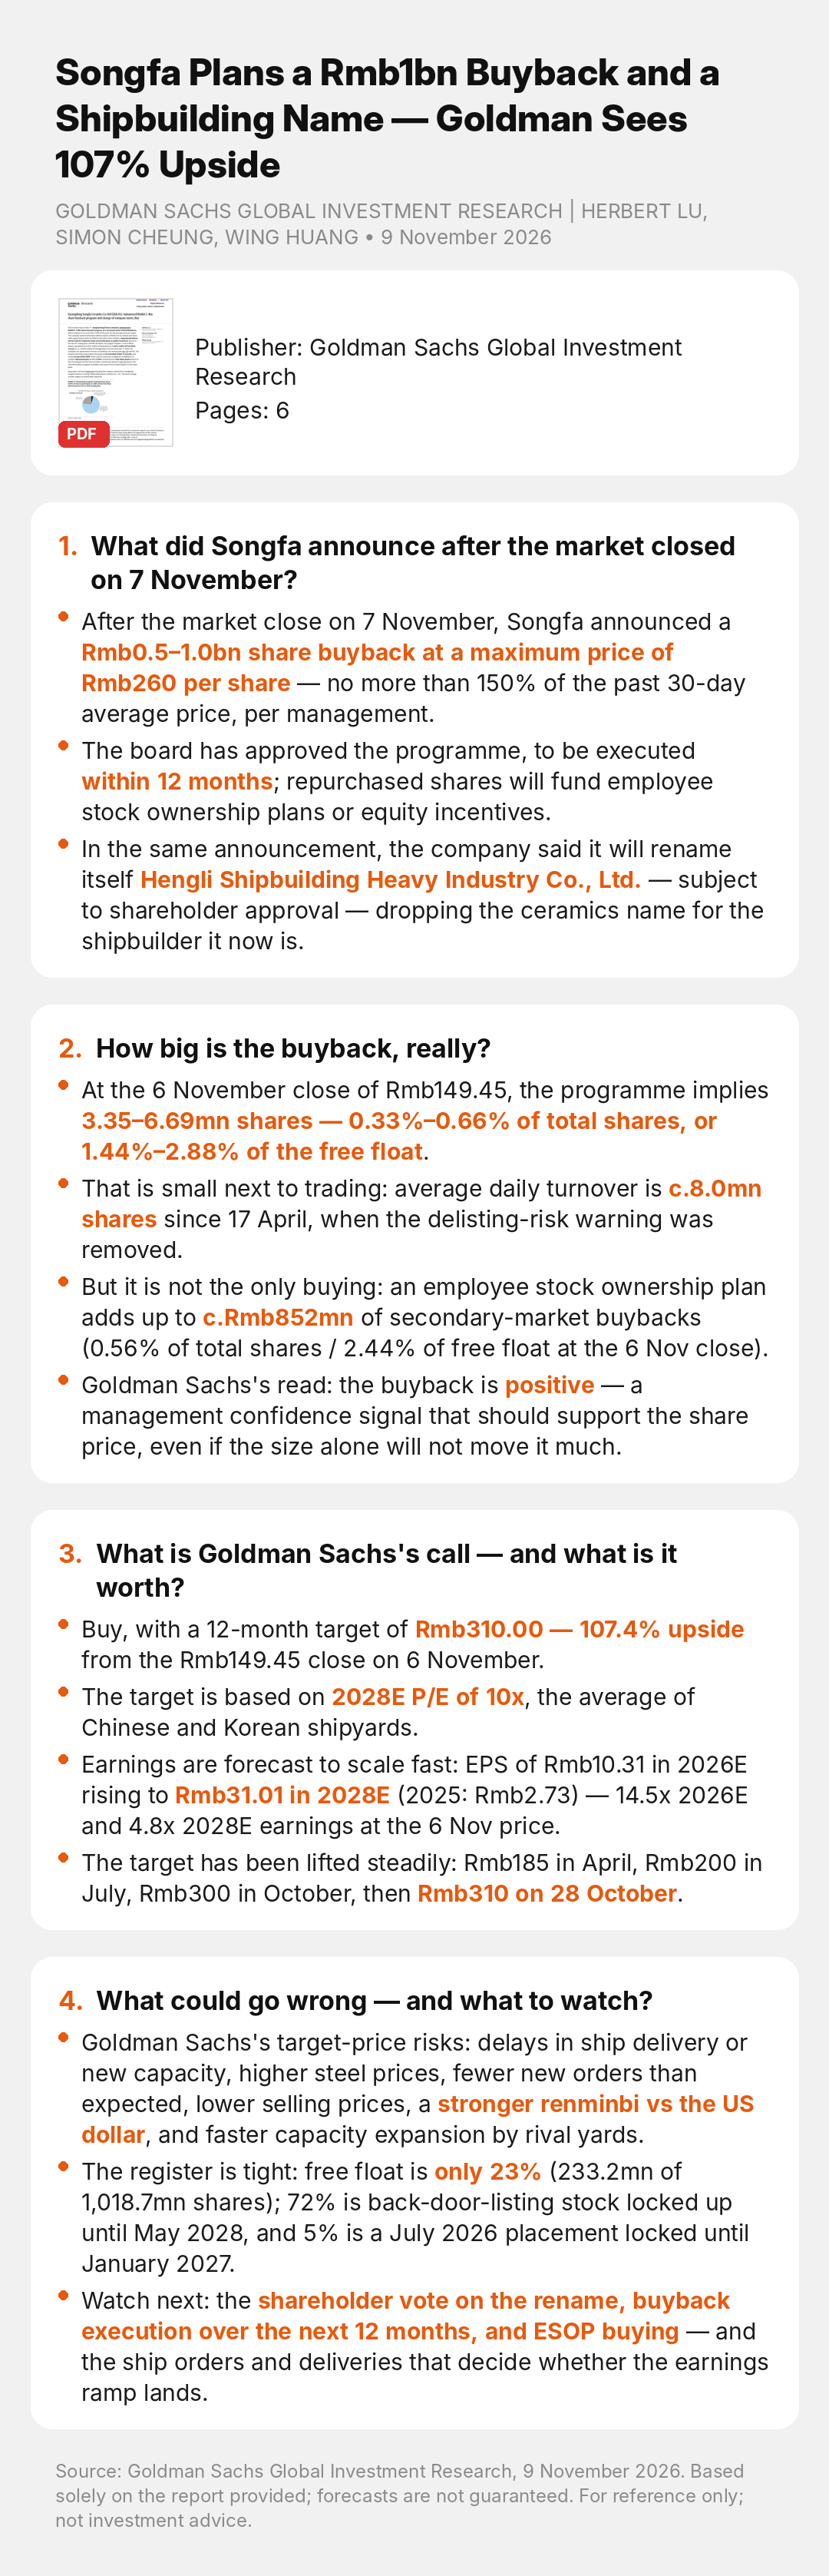 Songfa Plans a Rmb1bn Buyback and a
Shipbuilding Name — Goldman Sees
107% Upside
GOLDMAN SACHS GLOBAL INVESTMENT RESEARCH | HERBERT LU,
SIMON CHEUNG, WING HUANG • 9 November 2026
PDF
Publisher: Goldman Sachs Global Investment
Research
Pages: 6
1. What did Songfa announce after the market closed
on 7 November?
• After the market close on 7 November, Songfa announced a
Rmb0.5–1.0bn share buyback at a maximum price of
Rmb260 per share — no more than 150% of the past 30-day
average price, per management.
• The board has approved the programme, to be executed
within 12 months; repurchased shares will fund employee
stock ownership plans or equity incentives.
• In the same announcement, the company said it will rename
itself Hengli Shipbuilding Heavy Industry Co., Ltd. — subject
to shareholder approval — dropping the ceramics name for the
shipbuilder it now is.
2. How big is the buyback, really?
• At the 6 November close of Rmb149.45, the programme implies
3.35–6.69mn shares — 0.33%–0.66% of total shares, or
1.44%–2.88% of the free float.
• That is small next to trading: average daily turnover is c.8.0mn
shares since 17 April, when the delisting-risk warning was
removed.
• But it is not the only buying: an employee stock ownership plan
adds up to c.Rmb852mn of secondary-market buybacks
(0.56% of total shares / 2.44% of free float at the 6 Nov close).
• Goldman Sachs's read: the buyback is positive — a
management confidence signal that should support the share
price, even if the size alone will not move it much.
3. What is Goldman Sachs's call — and what is it
worth?
• Buy, with a 12-month target of Rmb310.00 — 107.4% upside
from the Rmb149.45 close on 6 November.
• The target is based on 2028E P/E of 10x, the average of
Chinese and Korean shipyards.
• Earnings are forecast to scale fast: EPS of Rmb10.31 in 2026E
rising to Rmb31.01 in 2028E (2025: Rmb2.73) — 14.5x 2026E
and 4.8x 2028E earnings at the 6 Nov price.
• The target has been lifted steadily: Rmb185 in April, Rmb200 in
July, Rmb300 in October, then Rmb310 on 28 October.
4. What could go wrong — and what to watch?
• Goldman Sachs's target-price risks: delays in ship delivery or
new capacity, higher steel prices, fewer new orders than
expected, lower selling prices, a stronger renminbi vs the US
dollar, and faster capacity expansion by rival yards.
• The register is tight: free float is only 23% (233.2mn of
1,018.7mn shares); 72% is back-door-listing stock locked up
until May 2028, and 5% is a July 2026 placement locked until
January 2027.
• Watch next: the shareholder vote on the rename, buyback
execution over the next 12 months, and ESOP buying — and
the ship orders and deliveries that decide whether the earnings
ramp lands.
Source: Goldman Sachs Global Investment Research, 9 November 2026. Based
solely on the report provided; forecasts are not guaranteed. For reference only;
not investment advice.